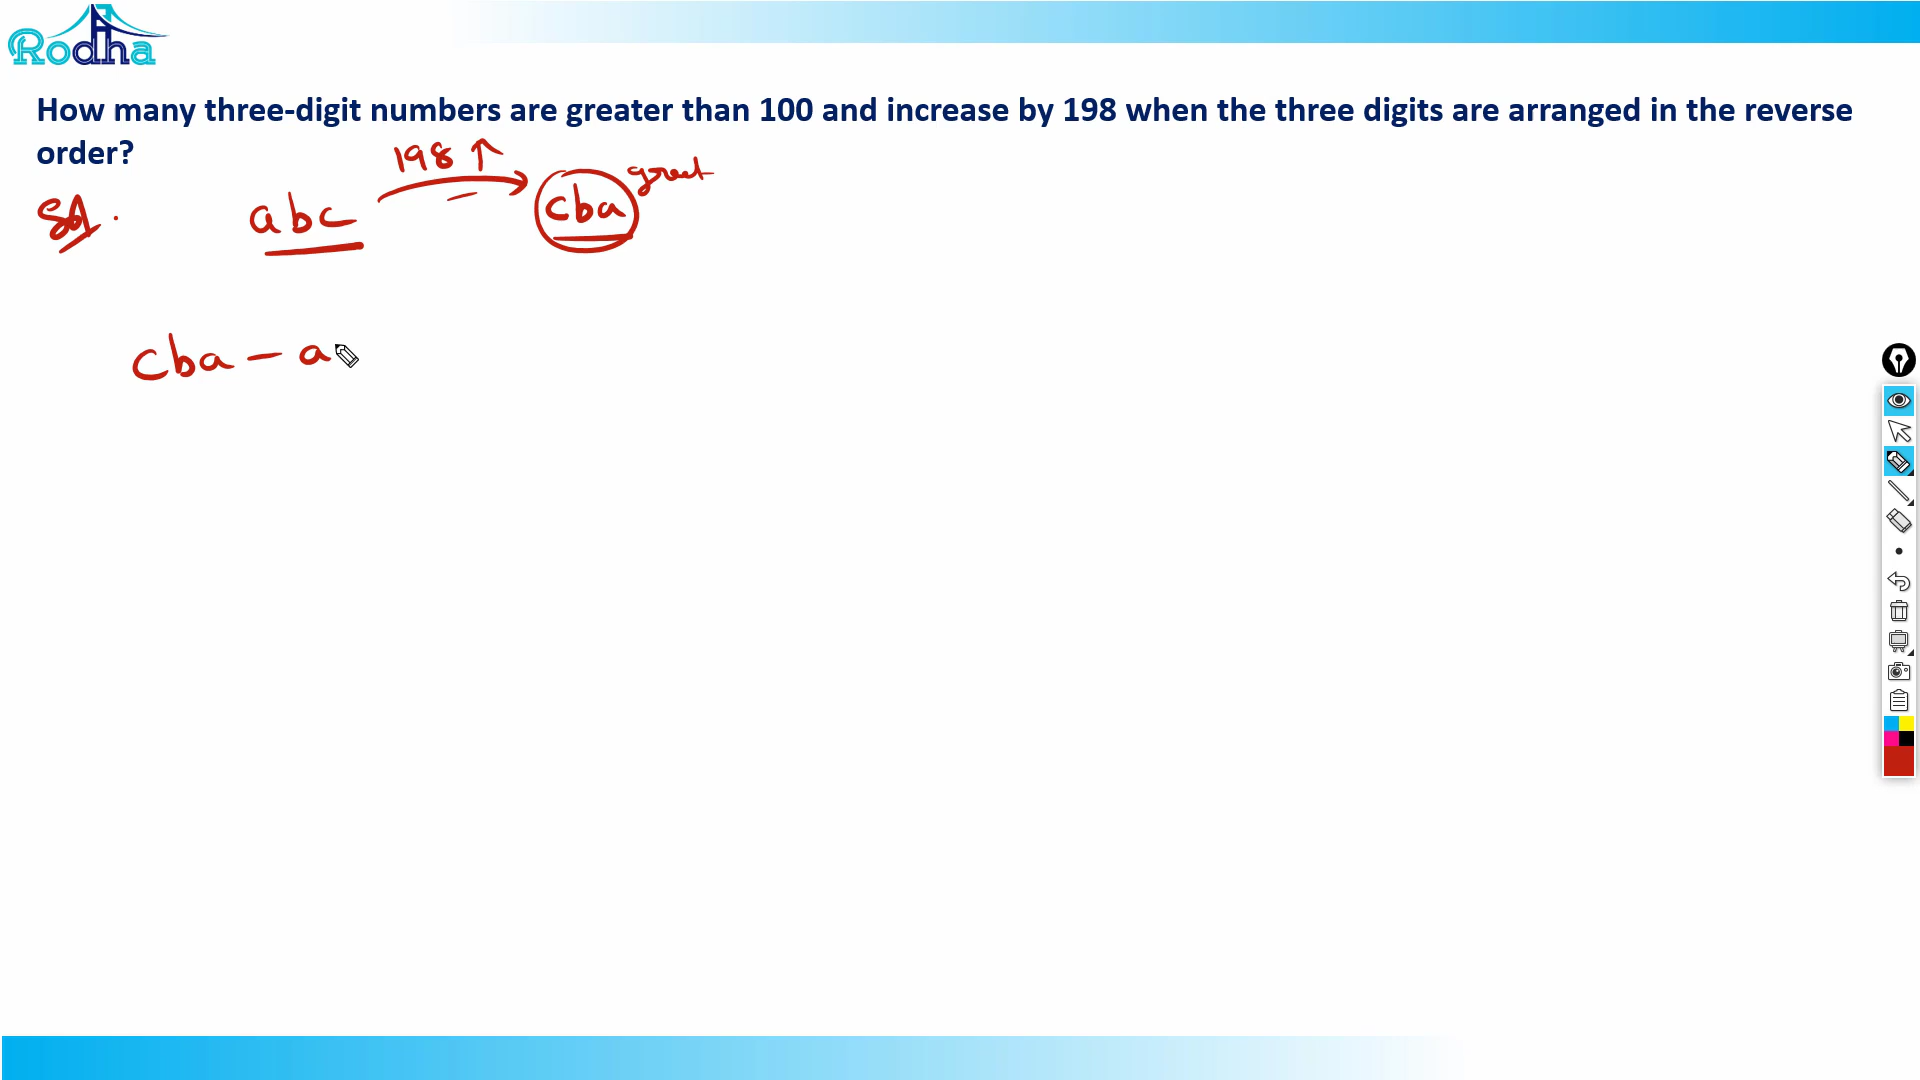 Rodha
How many three-digit numbers are greater than 100 and increase by 198 when the three digits are arranged in the reverse
order?
198 ↑
great
Sol.
abc
cba
cba - a